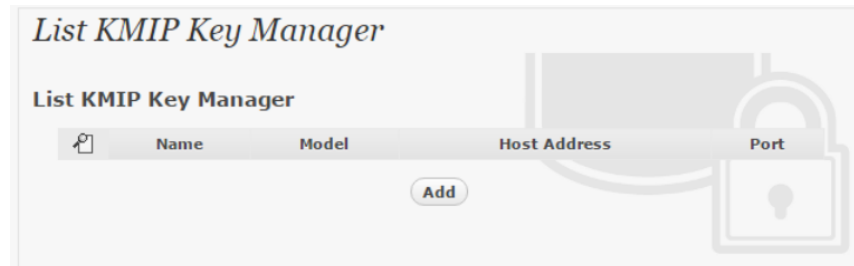 List KMIP Key Manager
List KMIP Key Manager
Name Model Host Address Port
Add